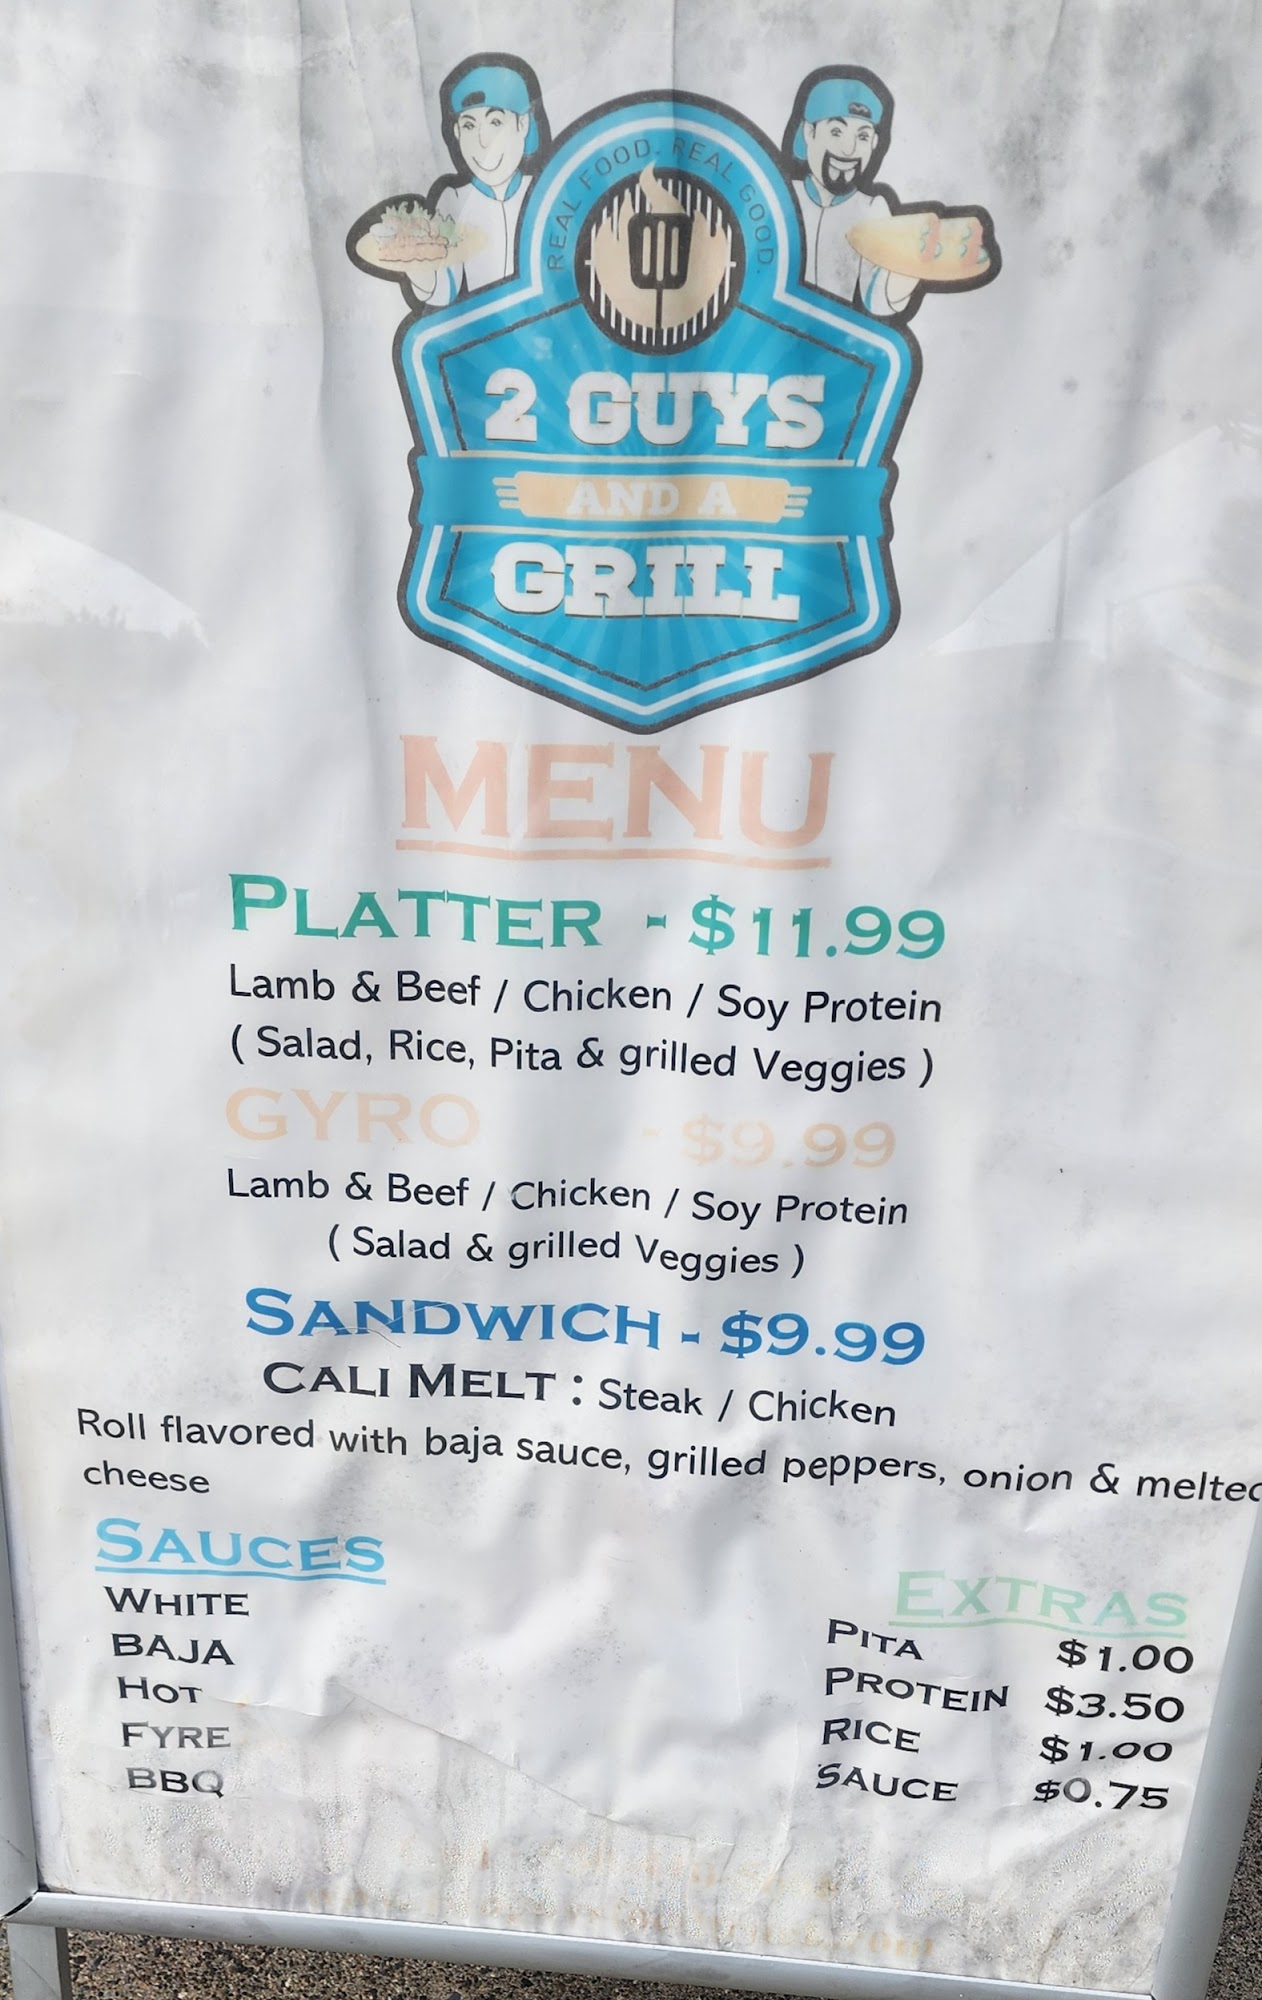 REAL FOOD. REAL GOOD.
2 GUYS
AND A
GRILL
MENU
PLATTER - $11.99
Lamb & Beef / Chicken / Soy Protein
( Salad, Rice, Pita & grilled Veggies )
GYRO - $9.99
Lamb & Beef / Chicken / Soy Protein
( Salad & grilled Veggies )
SANDWICH - $9.99
CALI MELT : Steak / Chicken
Roll flavored with baja sauce, grilled peppers, onion & melted
cheese
SAUCES
WHITE
BAJA
HOT
FYRE
BBQ
EXTRAS
PITA $1.00
PROTEIN $3.50
RICE $1.00
SAUCE $0.75